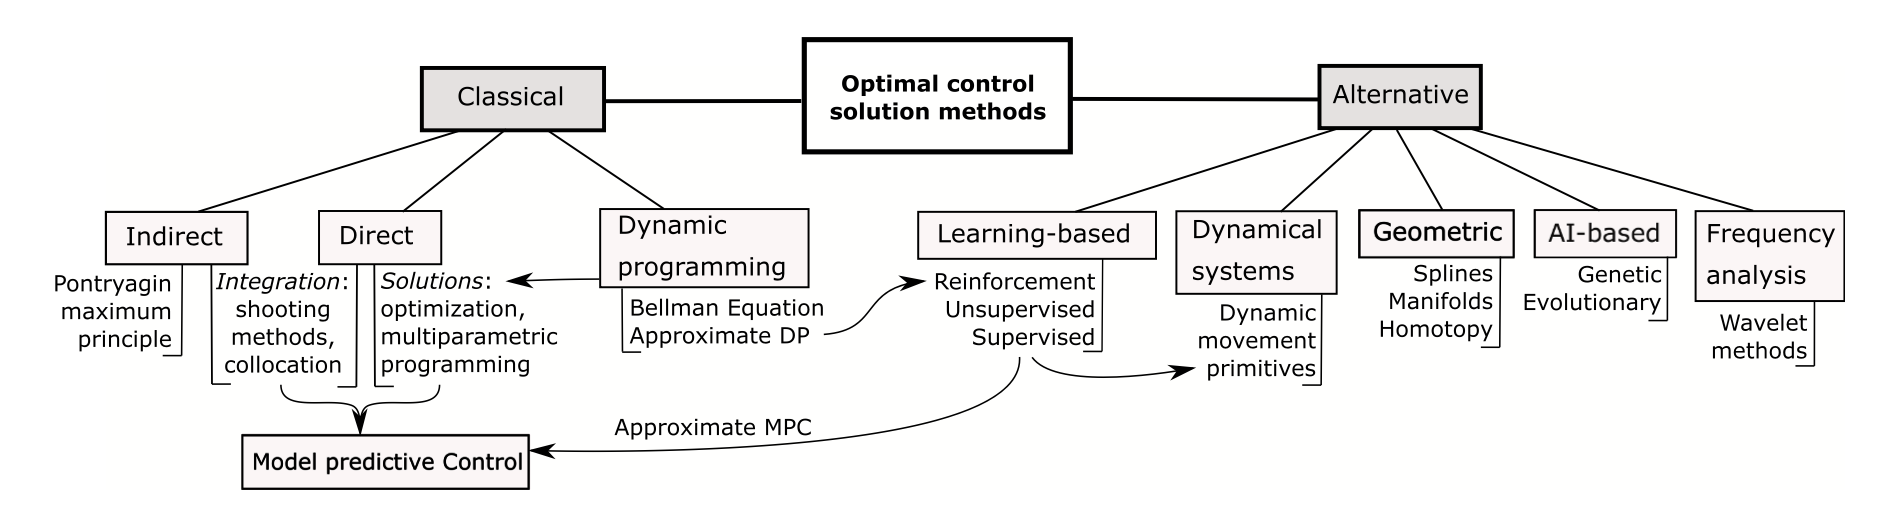 Optimal control
solution methods
Classical
Alternative
Indirect
Pontryagin
maximum
principle
Integration:
shooting
methods,
collocation
Direct
Solutions:
optimization,
multiparametric
programming
Dynamic
programming
Bellman Equation
Approximate DP
Model predictive Control
Approximate MPC
Learning-based
Reinforcement
Unsupervised
Supervised
Dynamical
systems
Dynamic
movement
primitives
Geometric
Splines
Manifolds
Homotopy
AI-based
Genetic
Evolutionary
Frequency
analysis
Wavelet
methods